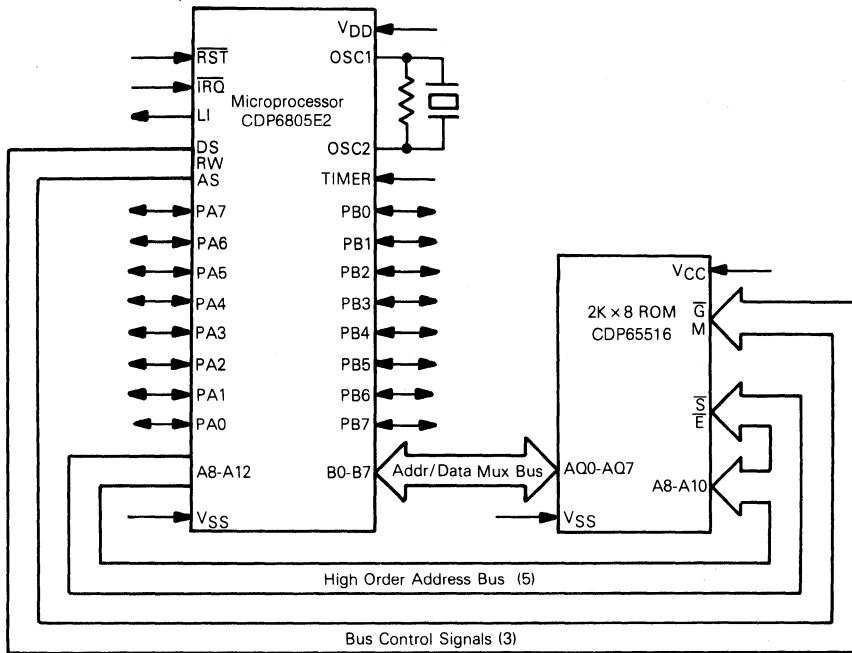 VDD
RST
OSC1
IRQ
LI
Microprocessor
CDP6805E2
DS
RW
AS
OSC2
TIMER
PA7
PB0
PA6
PB1
PA5
PB2
PA4
PB3
PA3
PB4
PA2
PB5
PA1
PB6
PA0
PB7
A8-A12
B0-B7
VSS
Addr/Data Mux Bus
VCC
2K × 8 ROM
CDP65516
G
M
S
E
AQ0-AQ7
A8-A10
VSS
High Order Address Bus (5)
Bus Control Signals (3)